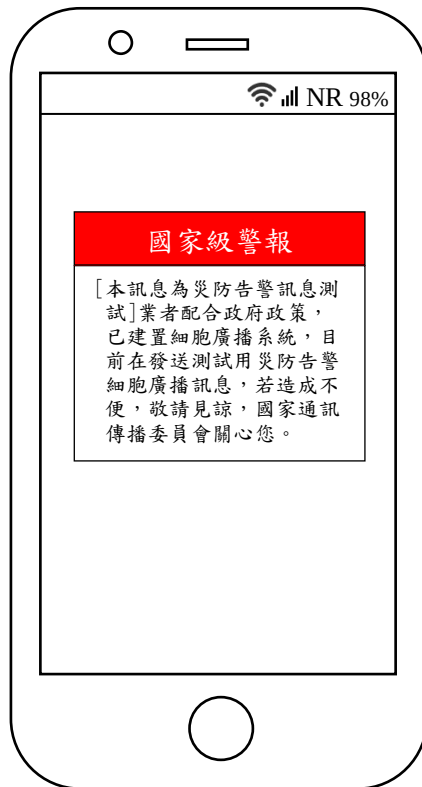 NR 98%
國家級警報
[本訊息為災防告警訊息測
試]業者配合政府政策，
已建置細胞廣播系統，目
前在發送測試用災防告警
細胞廣播訊息，若造成不
便，敬請見諒，國家通訊
傳播委員會關心您。